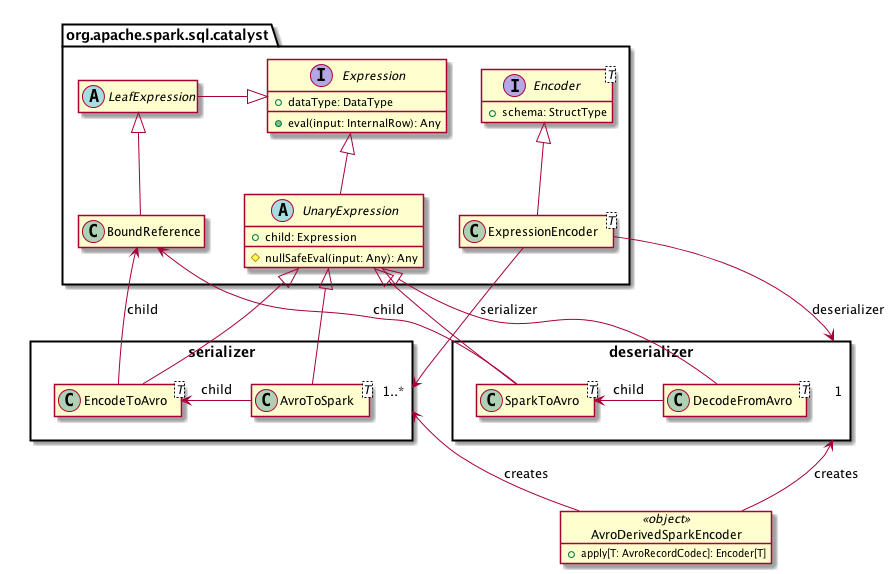 org.apache.spark.sql.catalyst
I Expression
dataType: DataType
eval(input: InternalRow): Any
I Encoder
T
schema: StructType
A LeafExpression
C BoundReference
A UnaryExpression
child: Expression
nullSafeEval(input: Any): Any
C ExpressionEncoder
T
child
child
serializer
deserializer
serializer
C EncodeToAvro
T
child
C AvroToSpark
T
1..*
deserializer
C SparkToAvro
T
child
C DecodeFromAvro
T
1
creates
creates
«object»
AvroDerivedSparkEncoder
apply[T: AvroRecordCodec]: Encoder[T]